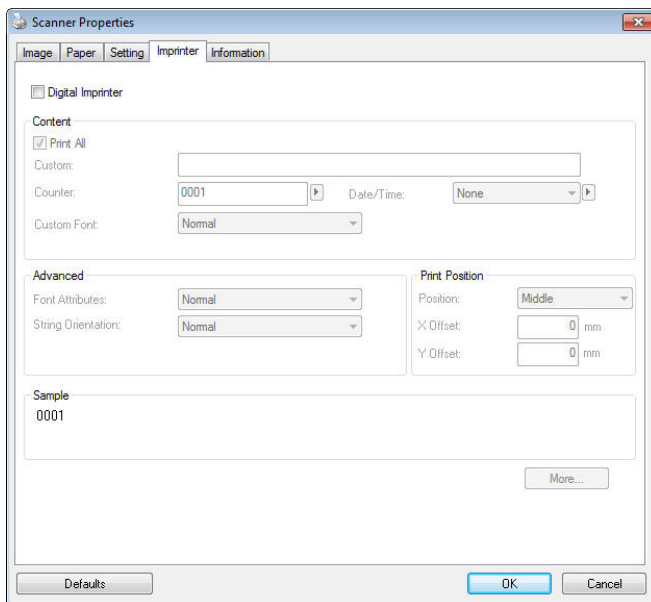 Scanner Properties
Image Paper Setting Imprinter Information
Digital Imprinter
Content
Print All
Custom:
Counter: 0001 Date/Time: None
Custom Font: Normal
Advanced
Font Attributes: Normal
String Orientation: Normal
Print Position
Position: Middle
X Offset: 0 mm
Y Offset: 0 mm
Sample
0001
More...
Defaults OK Cancel